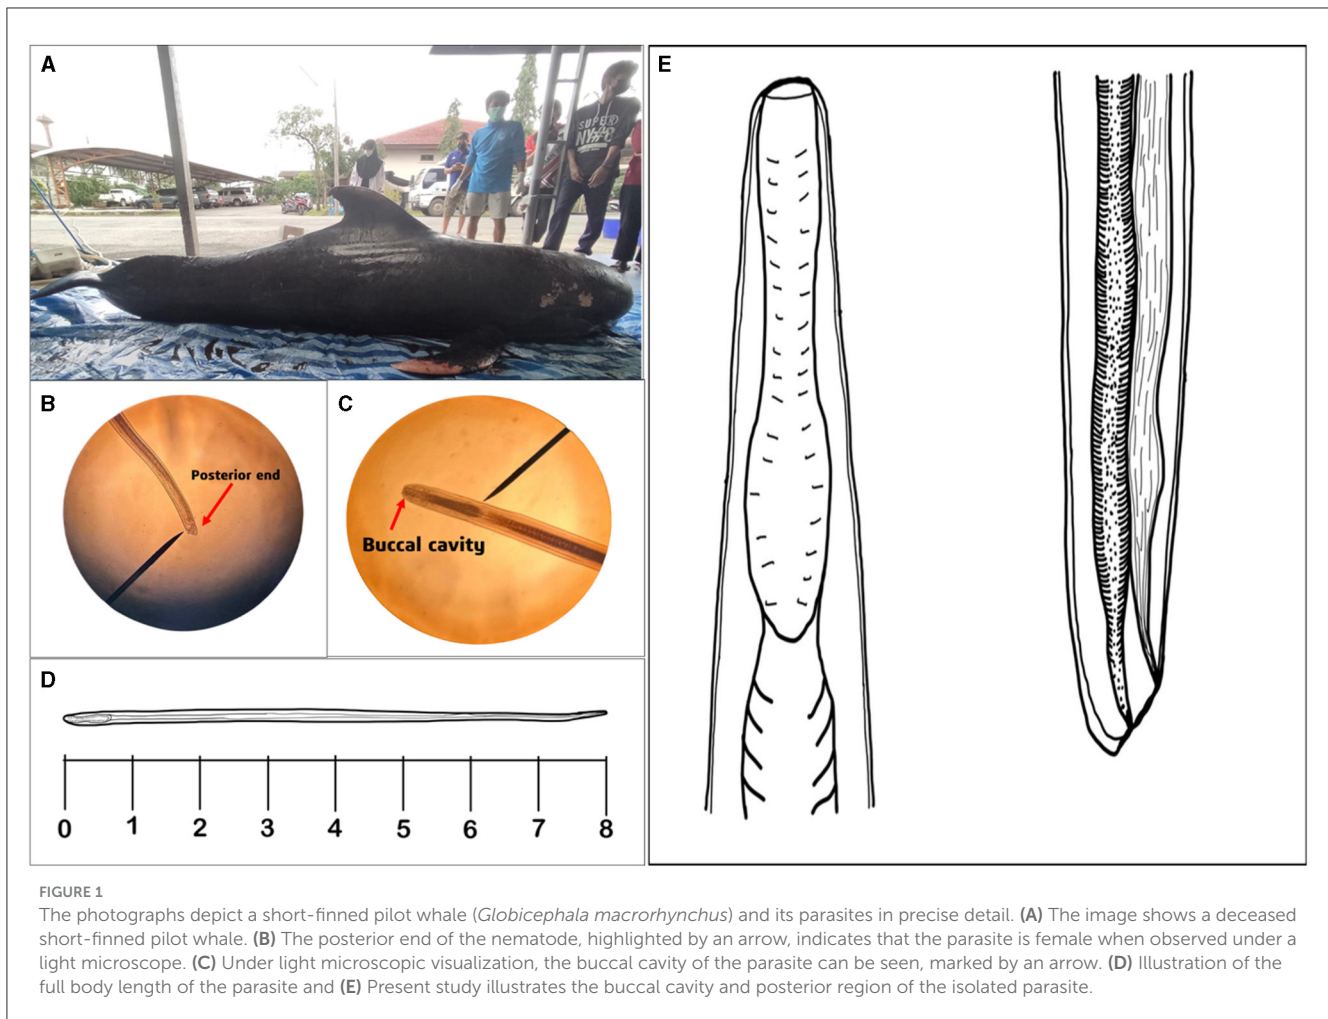 A
SUPER
NY
B
Posterior end
C
Buccal cavity
D
0 1 2 3 4 5 6 7 8
E
FIGURE 1
The photographs depict a short-finned pilot whale (Globicephala macrorhynchus) and its parasites in precise detail. (A) The image shows a deceased
short-finned pilot whale. (B) The posterior end of the nematode, highlighted by an arrow, indicates that the parasite is female when observed under a
light microscope. (C) Under light microscopic visualization, the buccal cavity of the parasite can be seen, marked by an arrow. (D) Illustration of the
full body length of the parasite and (E) Present study illustrates the buccal cavity and posterior region of the isolated parasite.